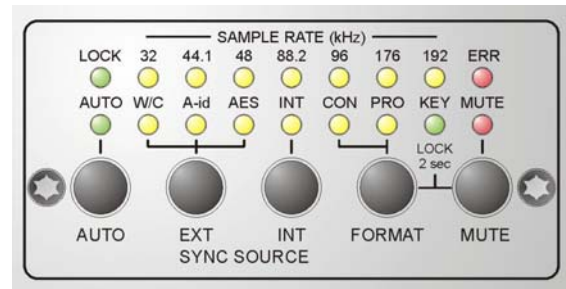 SAMPLE RATE (kHz)
LOCK 32 44.1 48 88.2 96 176 192 ERR
AUTO W/C A-id AES INT CON PRO KEY MUTE
LOCK
2 sec
AUTO EXT INT FORMAT MUTE
SYNC SOURCE